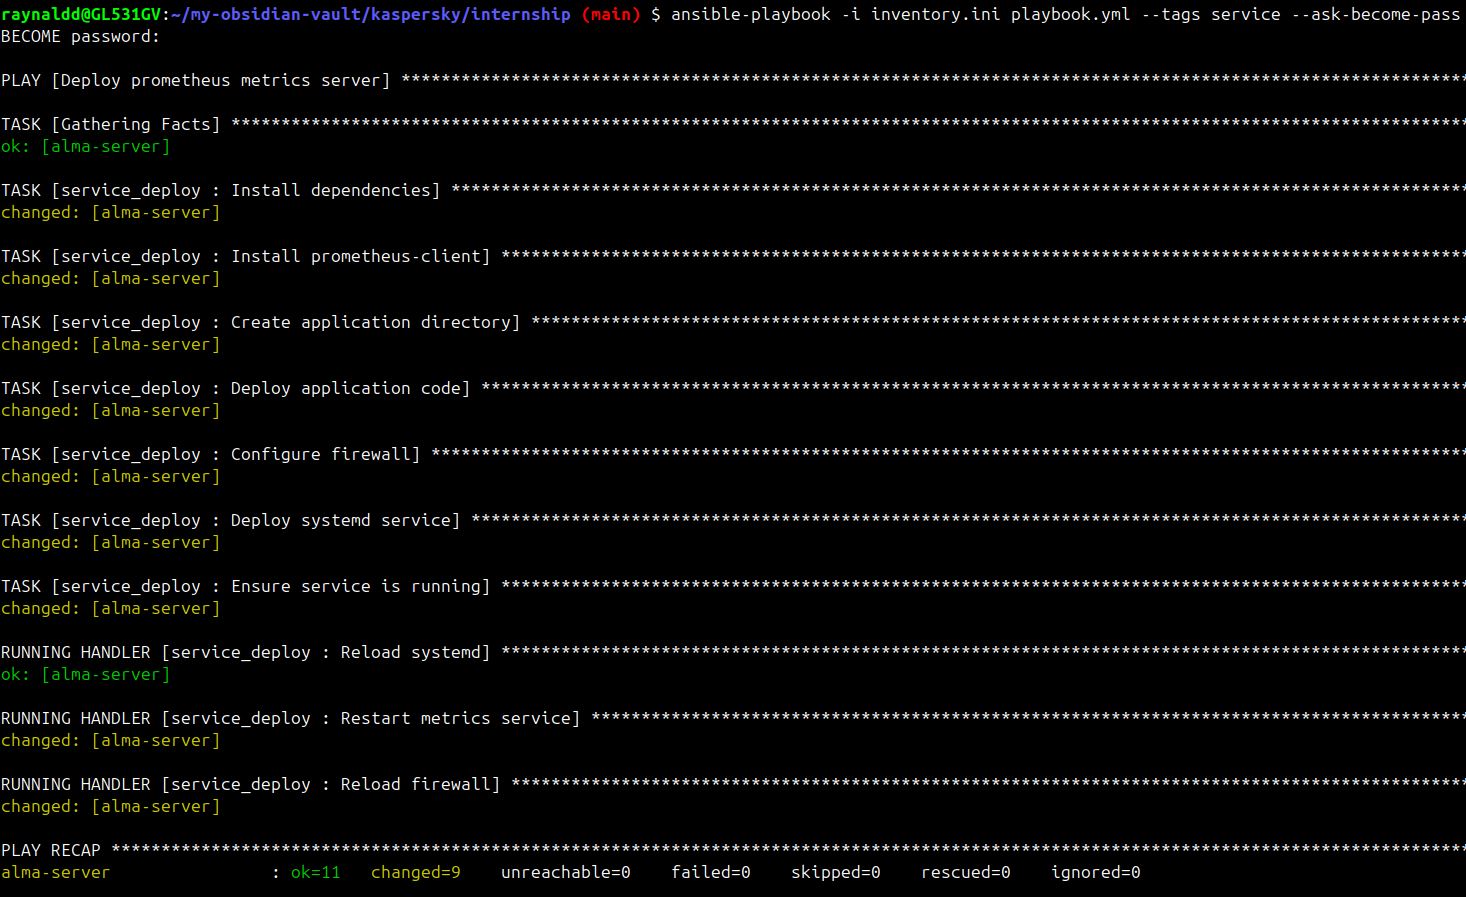 raynaldd@GL531GV:~/my-obsidian-vault/kaspersky/internship (main) $ ansible-playbook -i inventory.ini playbook.yml --tags service --ask-become-pass
BECOME password:
PLAY [Deploy prometheus metrics server] ***********************************************************************************************************
TASK [Gathering Facts] ****************************************************************************************************************************
ok: [alma-server]
TASK [service_deploy : Install dependencies] ******************************************************************************************************
changed: [alma-server]
TASK [service_deploy : Install prometheus-client] *************************************************************************************************
changed: [alma-server]
TASK [service_deploy : Create application directory] **********************************************************************************************
changed: [alma-server]
TASK [service_deploy : Deploy application code] ***************************************************************************************************
changed: [alma-server]
TASK [service_deploy : Configure firewall] ********************************************************************************************************
changed: [alma-server]
TASK [service_deploy : Deploy systemd service] ****************************************************************************************************
changed: [alma-server]
TASK [service_deploy : Ensure service is running] *************************************************************************************************
changed: [alma-server]
RUNNING HANDLER [service_deploy : Reload systemd] *************************************************************************************************
ok: [alma-server]
RUNNING HANDLER [service_deploy : Restart metrics service] ****************************************************************************************
changed: [alma-server]
RUNNING HANDLER [service_deploy : Reload firewall] ************************************************************************************************
changed: [alma-server]
PLAY RECAP ****************************************************************************************************************************************
alma-server                : ok=11   changed=9    unreachable=0    failed=0    skipped=0    rescued=0    ignored=0